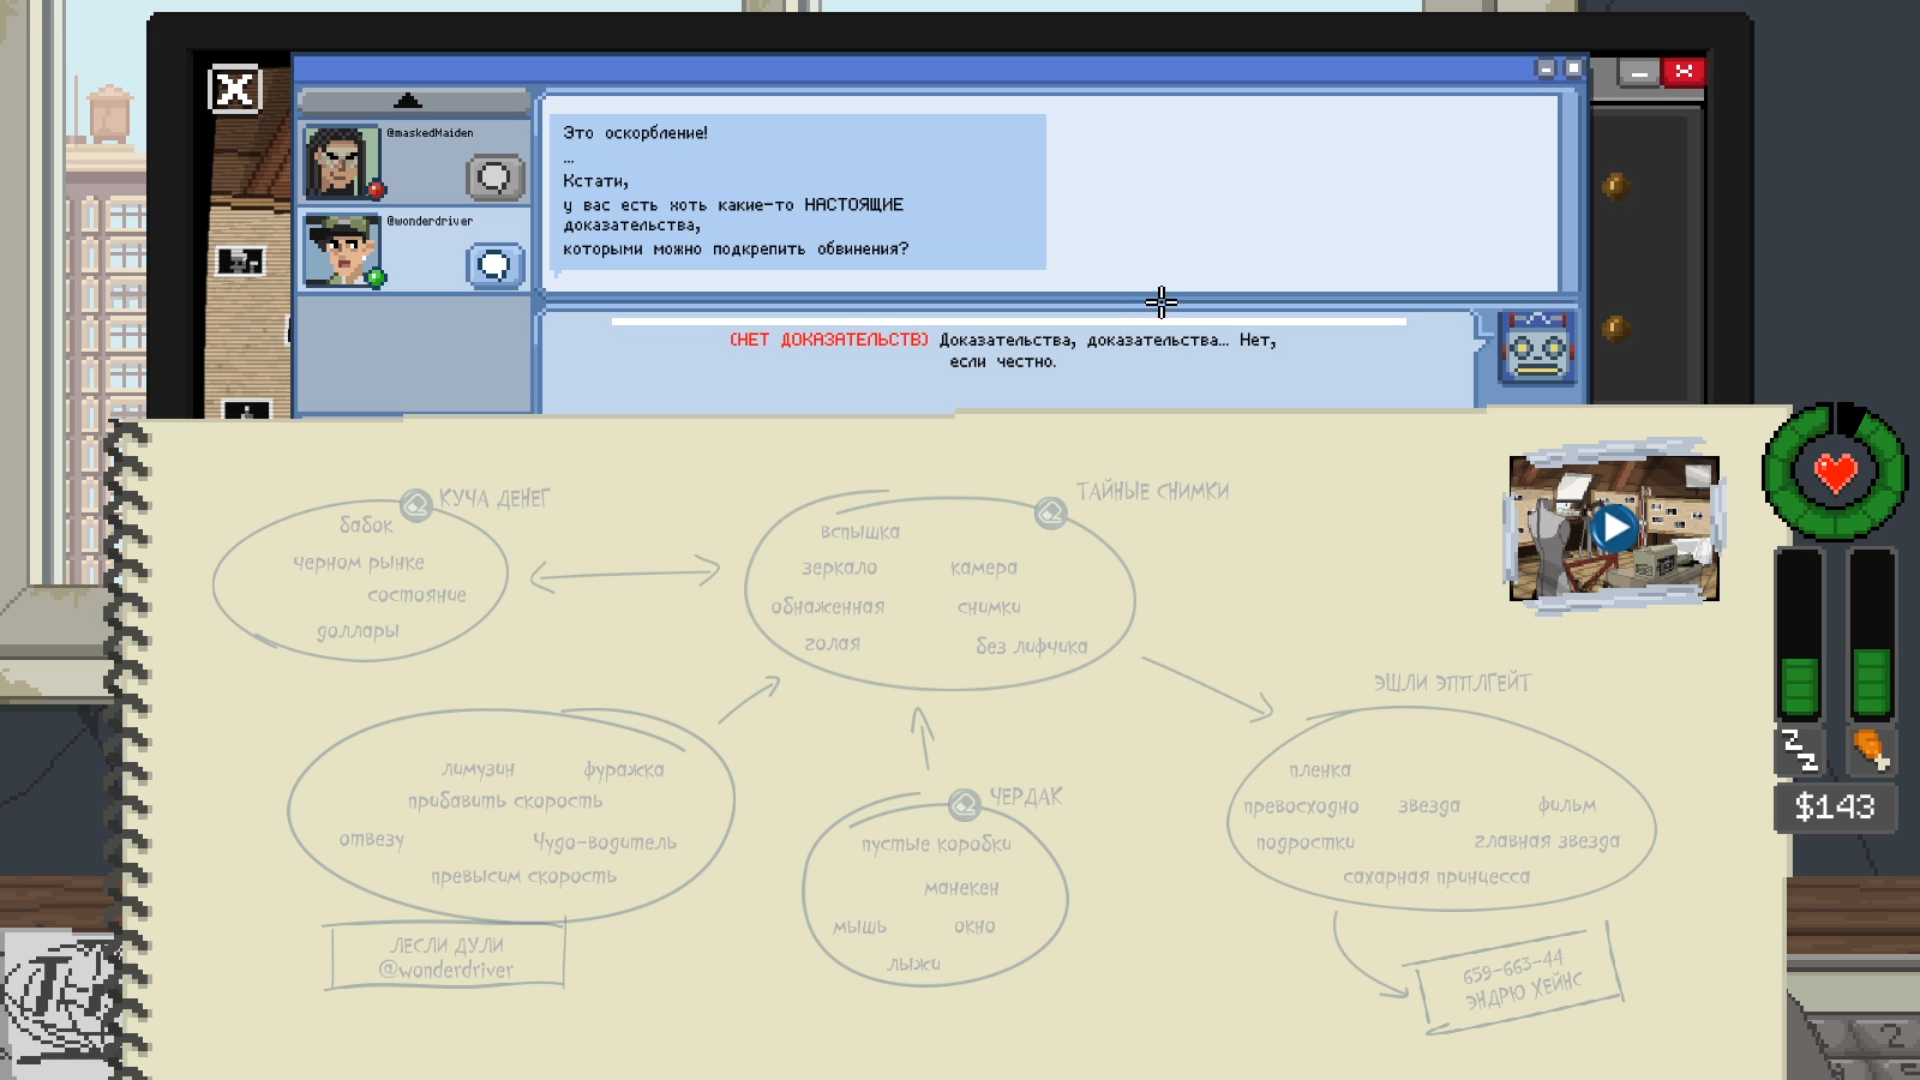 @maskedMaiden
@wonderdriver
Это оскорбление!
…
Кстати,
у вас есть хоть какие-то НАСТОЯЩИЕ
доказательства,
которыми можно подкрепить обвинения?
(НЕТ ДОКАЗАТЕЛЬСТВ) Доказательства, доказательства… Нет,
если честно.
КУЧА ДЕНЕГ
бабок
черном рынке
состояние
доллары
ТАЙНЫЕ СНИМКИ
вспышка
зеркало камера
обнаженная снимки
голая без лифчика
лимузин фуражка
прибавить скорость
отвезу Чудо-водитель
превысим скорость
ЛЕСЛИ ДУЛИ
@wonderdriver
ЧЕРДАК
пустые коробки
манекен
мышь окно
лыжи
ЭШЛИ ЭППЛГЕЙТ
пленка
превосходно звезда фильм
подростки главная звезда
сахарная принцесса
659-663-44
ЭНДРЮ ХЕЙНС
$143
2